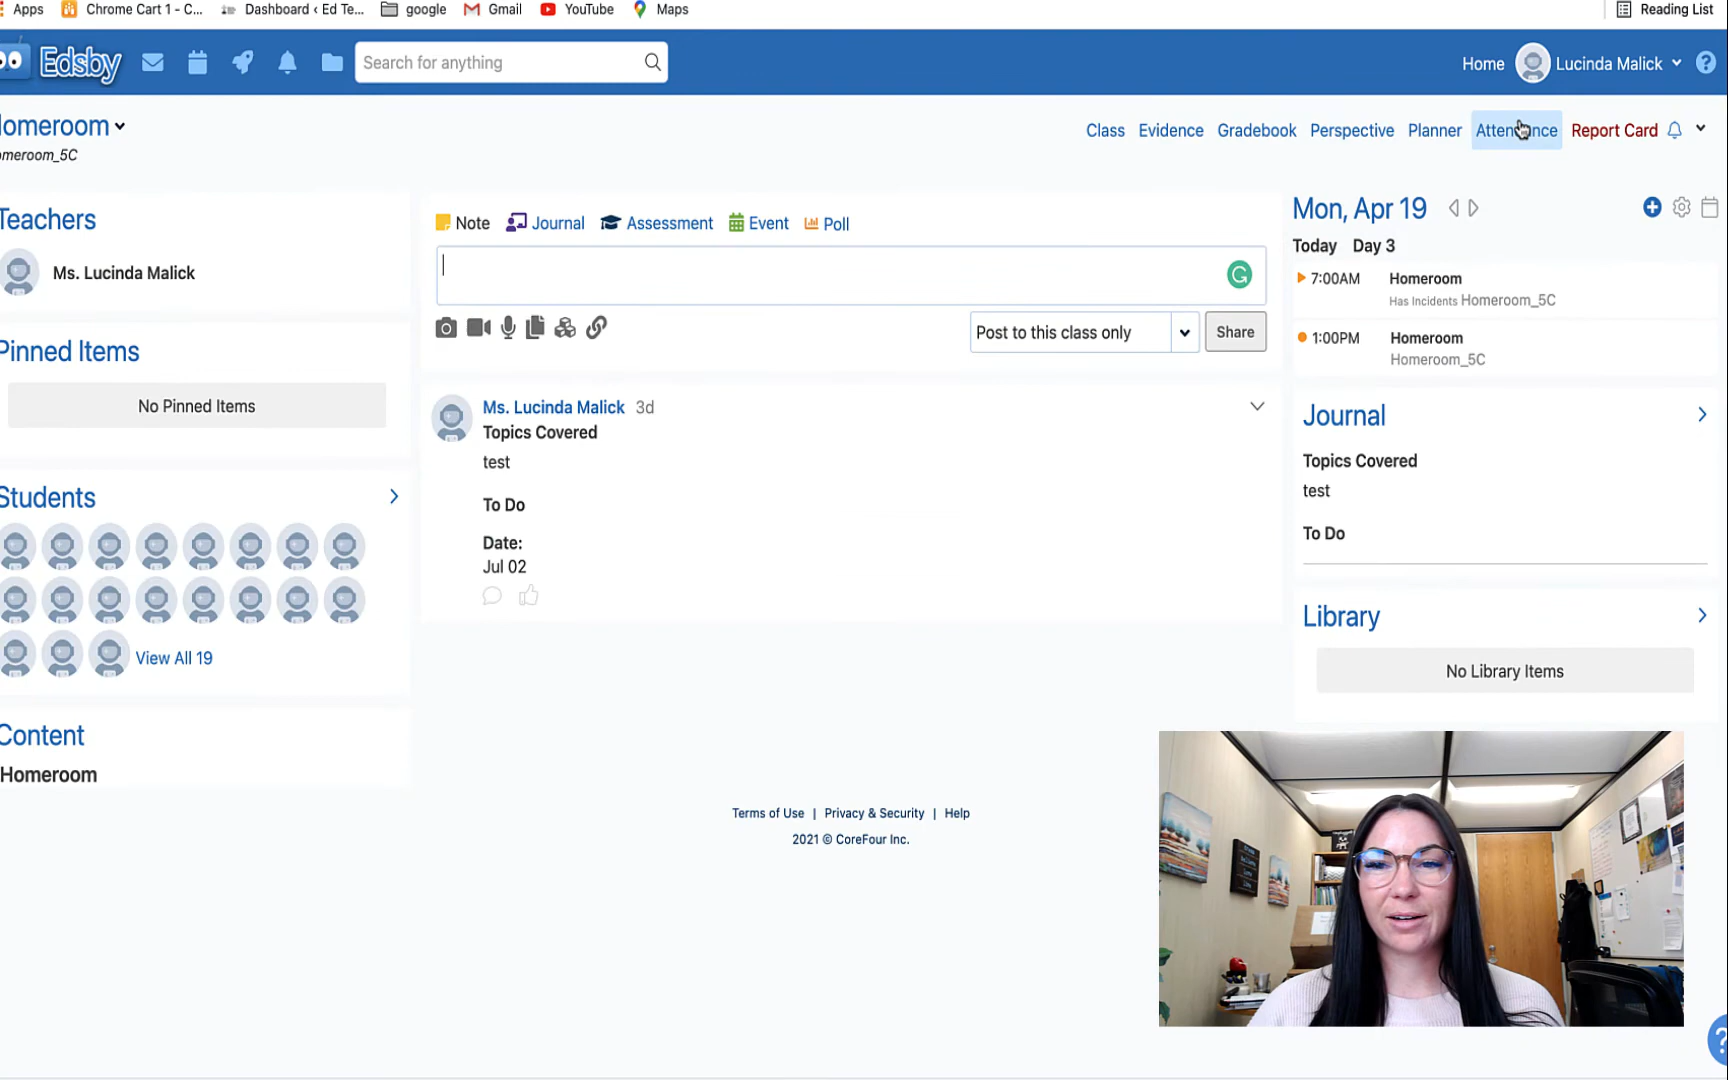 Apps Chrome Cart 1 - C... Dashboard ‹ Ed Te... google Gmail YouTube Maps Reading List
Edsby Search for anything Home Lucinda Malick
omeroom
omeroom_5C
Class Evidence Gradebook Perspective Planner Attendance Report Card
Teachers
Ms. Lucinda Malick
Pinned Items
No Pinned Items
Students
View All 19
Content
Homeroom
Note Journal Assessment Event Poll
Post to this class only Share
Ms. Lucinda Malick 3d
Topics Covered
test
To Do
Date:
Jul 02
Mon, Apr 19
Today Day 3
7:00AM Homeroom
Has Incidents Homeroom_5C
1:00PM Homeroom
Homeroom_5C
Journal
Topics Covered
test
To Do
Library
No Library Items
Terms of Use | Privacy & Security | Help
2021 © CoreFour Inc.